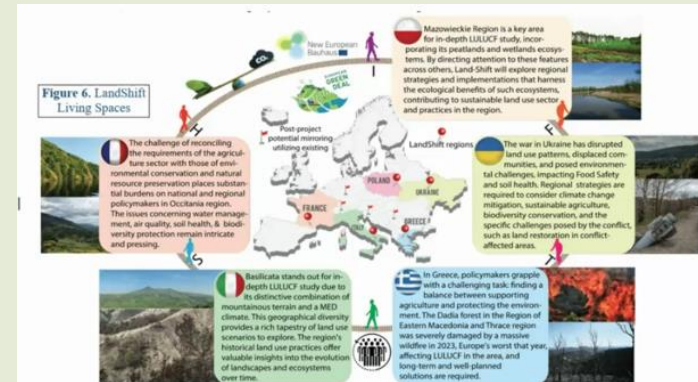 New European
Bauhaus
CO₂
EUROPEAN
GREEN
DEAL
I
Mazowieckie Region is a key area
for in-depth LULUCF study, incor-
porating its peatlands and wetlands ecosys-
tems. By directing attention to these features
across others, Land-Shift will explore regional
strategies and implementations that harness
the ecological benefits of such ecosystems,
contributing to sustainable land use sector
and practices in the region.
Figure 6. LandShift
Living Spaces
H
F
The challenge of reconciling
the requirements of the agricul-
ture sector with those of envi-
ronmental conservation and natural
resource preservation places substan-
tial burdens on national and regional
policymakers in Occitania region.
The issues concerning water manage-
ment, air quality, soil health, & biodi-
versity protection remain intricate
and pressing.
Post-project
potential mirroring
utilizing existing
LandShift regions
POLAND
UKRAINE
FRANCE
ITALY
GREECE
The war in Ukraine has disrupted
land use patterns, displaced com-
munities, and posed environmen-
tal challenges, impacting Food Safety
and soil health. Regional strategies are
required to consider climate change
mitigation, sustainable agriculture,
biodiversity conservation, and the
specific challenges posed by the conflict,
such as land restoration in conflict-
affected areas.
S
T
Basilicata stands out for in-
depth LULUCF study due to
its distinctive combination of
mountainous terrain and a MED
climate. This geographical diversity
provides a rich tapestry of land use
scenarios to explore. The region's
historical land use practices offer
valuable insights into the evolution
of landscapes and ecosystems
over time.
In Greece, policymakers grapple
with a challenging task: finding a
balance between supporting
agriculture and protecting the environ-
ment. The Dadia forest in the Region of
Eastern Macedonia and Thrace region
was severely damaged by a massive
wildfire in 2023, Europe's worst that year,
affecting LULUCF in the area, and
long-term and well-planned
solutions are required.